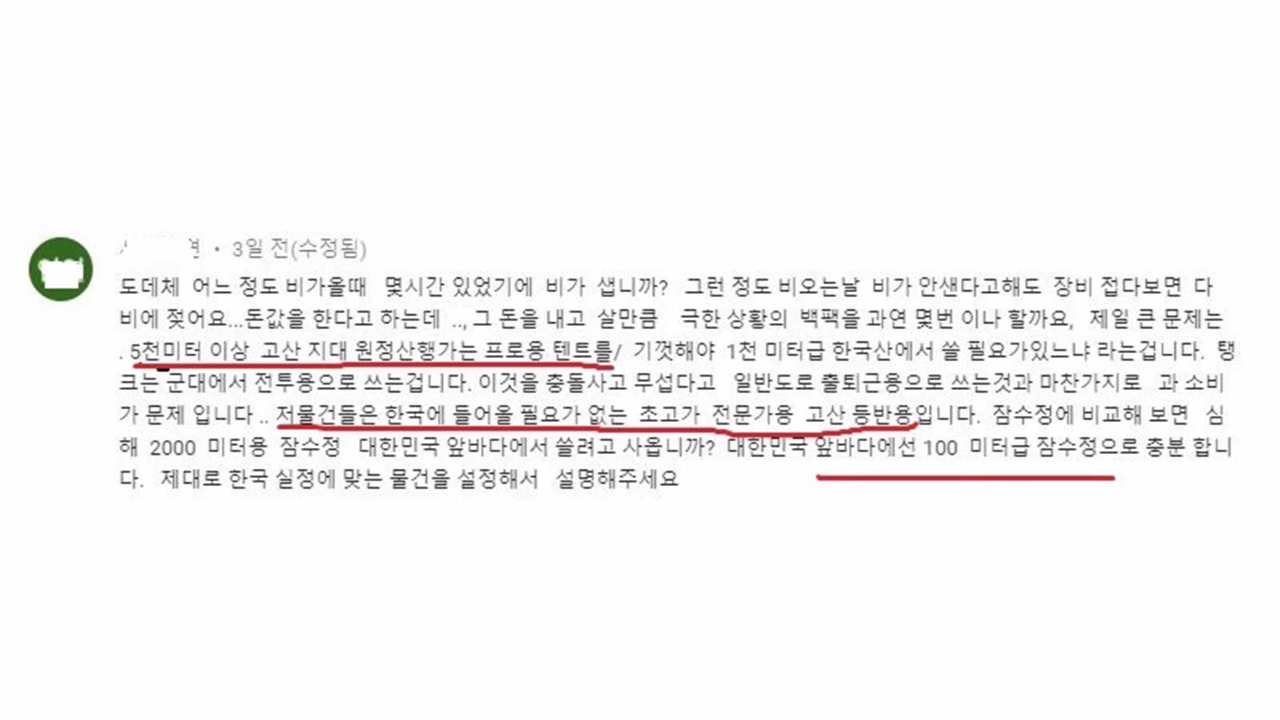 연 • 3일 전(수정됨)
도데체 어느 정도 비가올때 몇시간 있었기에 비가 샙니까? 그런 정도 비오는날 비가 안샌다고해도 장비 접다보면 다
비에 젖어요...돈값을 한다고 하는데 .., 그 돈을 내고 살만큼 극한 상황의 백팩을 과연 몇번 이나 할까요, 제일 큰 문제는
. 5천미터 이상 고산 지대 원정산행가는 프로용 텐트를/ 기껏해야 1천 미터급 한국산에서 쓸 필요가있느냐 라는겁니다. 탱
크는 군대에서 전투용으로 쓰는겁니다. 이것을 충돌사고 무섭다고 일반도로 출퇴근용으로 쓰는것과 마찬가지로 과 소비
가 문제 입니다 .. 저물건들은 한국에 들어올 필요가 없는 초고가 전문가용 고산 등반용입니다. 잠수정에 비교해 보면 심
해 2000 미터용 잠수정 대한민국 앞바다에서 쓸려고 사옵니까? 대한민국 앞바다에선 100 미터급 잠수정으로 충분 합니
다. 제대로 한국 실정에 맞는 물건을 설정해서 설명해주세요